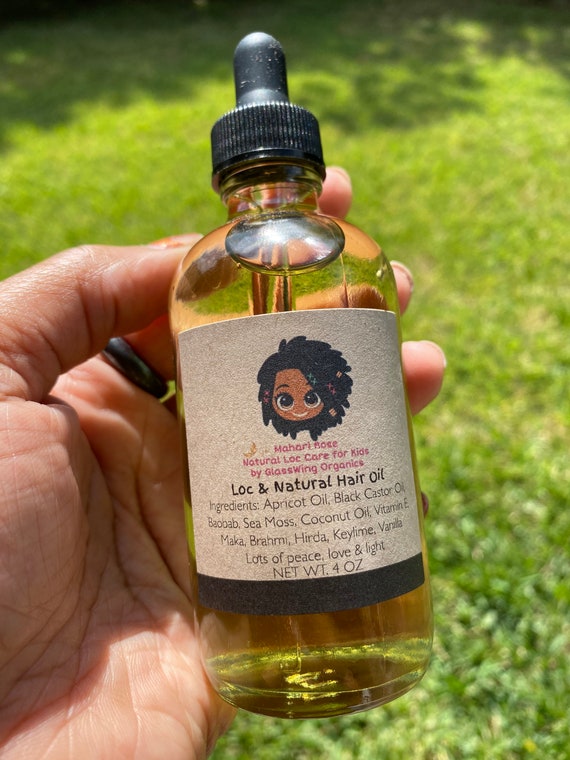 Mahari Rose
Natural Loc Care for Kids
by GlassWing Organics
Loc & Natural Hair Oil
Ingredients: Apricot Oil, Black Castor Oil,
Baobab, Sea Moss, Coconut Oil, Vitamin E,
Maka, Brahmi, Hirda, Keylime, Vanilla
Lots of peace, love & light
NET WT. 4 OZ